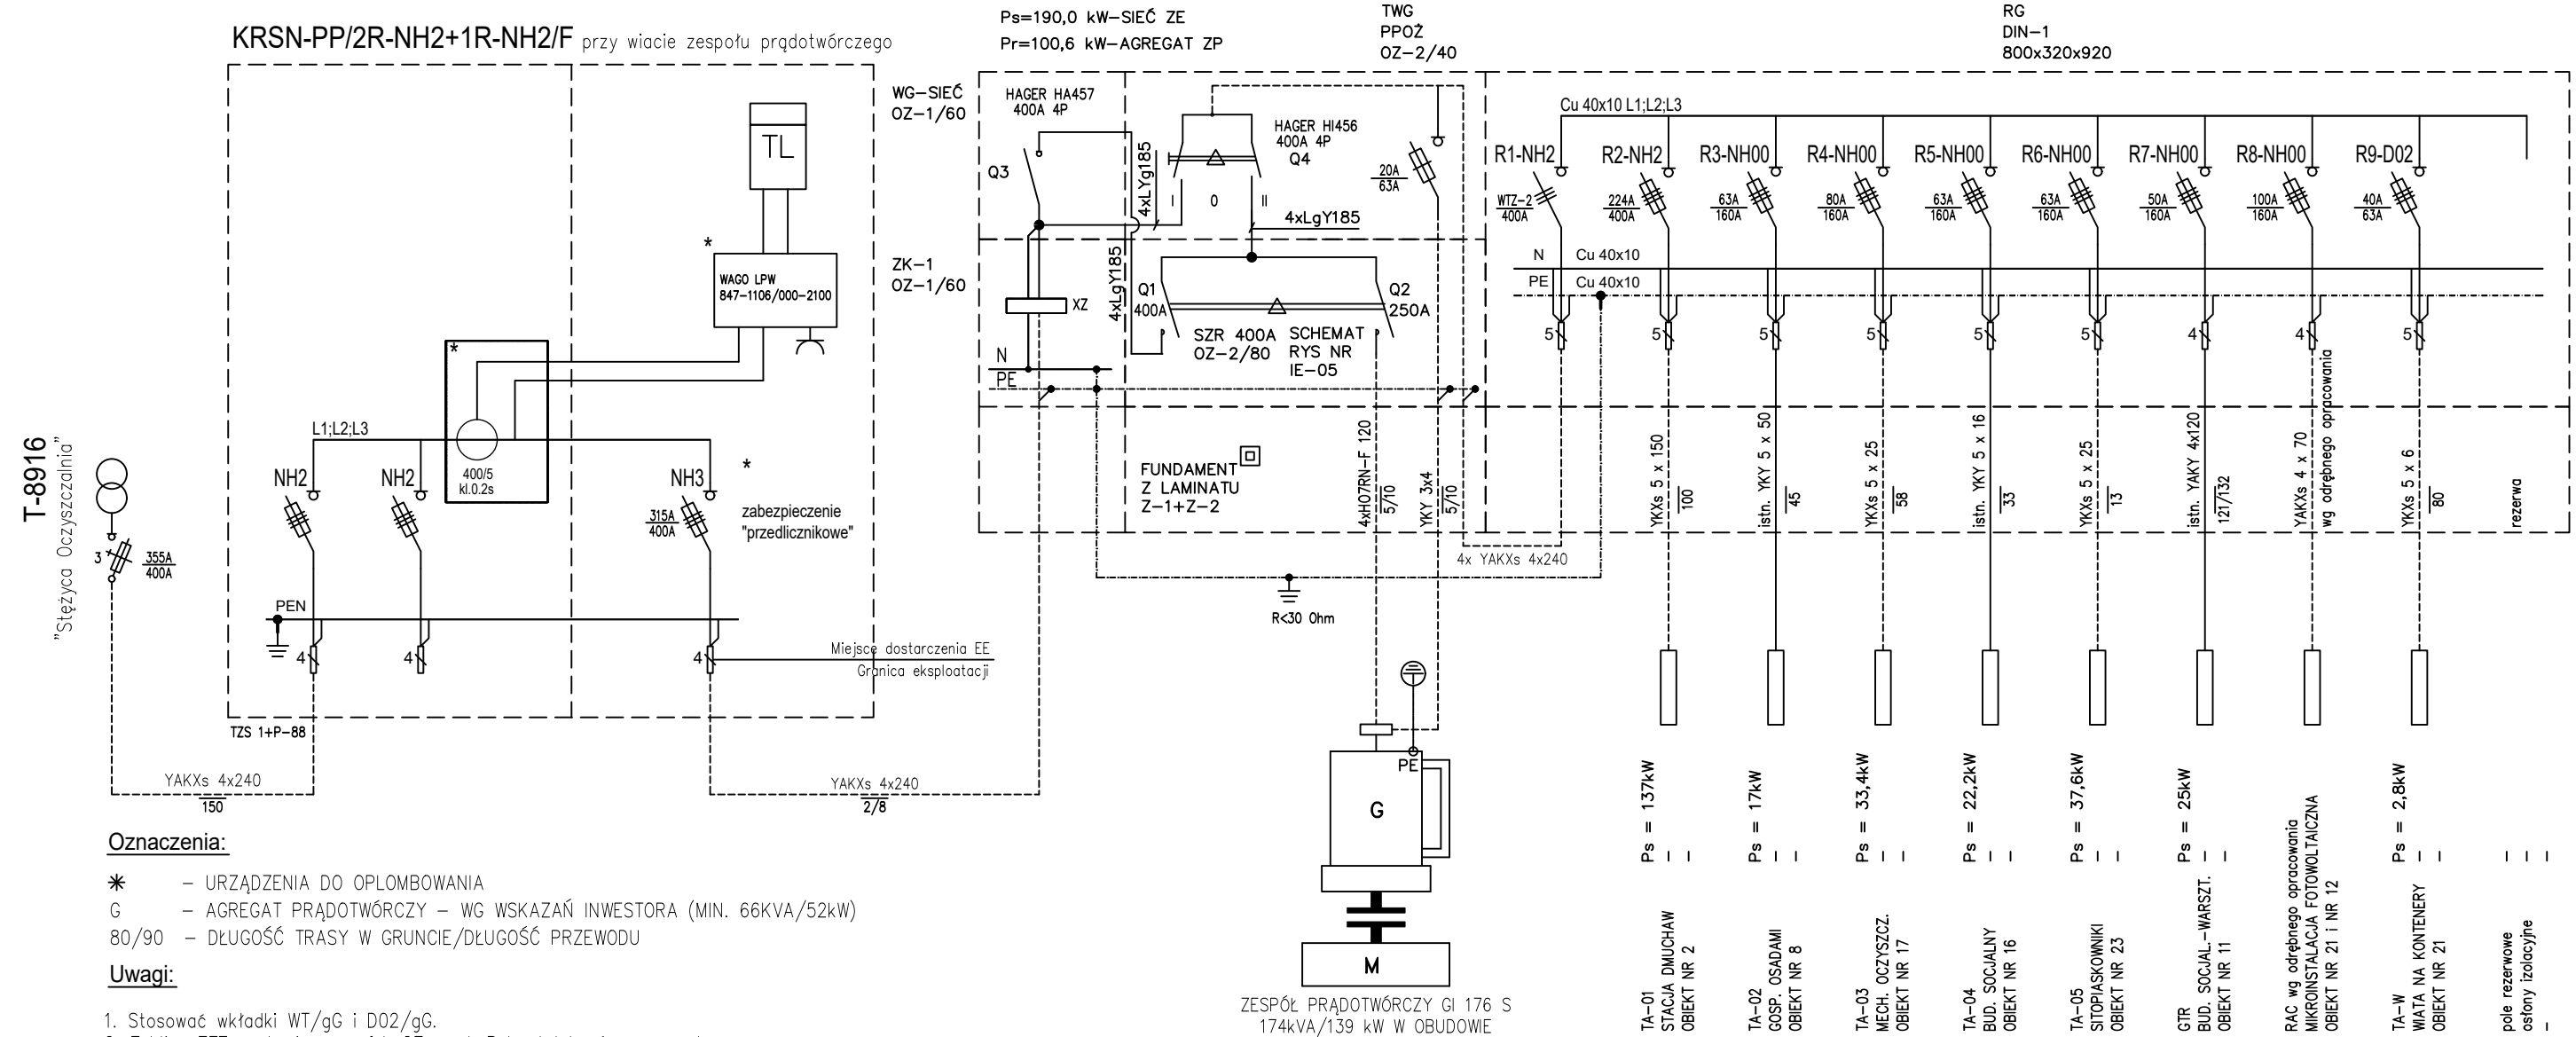 KRSN-PP/2R-NH2+1R-NH2/F przy wiacie zespołu prądotwórczego
Ps=190,0 kW-SIEĆ ZE
Pr=100,6 kW-AGREGAT ZP
TWG
PPOŻ
OZ-2/40
RG
DIN-1
800x320x920
WG-SIEĆ
OZ-1/60
ZK-1
OZ-1/60
TL
*
WAGO LPW
847-1106/000-2100
*
400/5
kl.0.2s
L1;L2;L3
NH2
NH2
NH3
*
315A
400A
zabezpieczenie
"przedlicznikowe"
T-8916
"Stężyca Oczyszczalnia"
3
355A
400A
PEN
4
4
4
Miejsce dostarczenia EE
Granica eksploatacji
TZS 1+P-88
YAKXs 4x240
150
YAKXs 4x240
2/8
HAGER HA457
400A 4P
Q3
XZ
N
PE
4xLYg185
4xLgY185
HAGER HI456
400A 4P
Q4
I
0
II
4xLgY185
20A
63A
Q1
400A
Q2
250A
SZR 400A
OZ-2/80
SCHEMAT
RYS NR
IE-05
FUNDAMENT
Z LAMINATU
Z-1+Z-2
4xH07RN-F 120
5/10
YKY 3x4
5/10
4x YAKXs 4x240
R<30 Ohm
PE
G
M
ZESPÓŁ PRĄDOTWÓRCZY GI 176 S
174kVA/139 kW W OBUDOWIE
Cu 40x10 L1;L2;L3
R1-NH2
WTZ-2
400A
R2-NH2
224A
400A
R3-NH00
63A
160A
R4-NH00
80A
160A
R5-NH00
63A
160A
R6-NH00
63A
160A
R7-NH00
50A
160A
R8-NH00
100A
160A
R9-D02
40A
63A
N
Cu 40x10
PE
Cu 40x10
5
5
5
5
5
5
4
4
5
YKXs 5 x 150
100
istn. YKY 5 x 50
45
YKXs 5 x 25
58
istn. YKY 5 x 16
33
YKXs 5 x 25
13
istn. YAKY 4x120
121/132
YAKXs 4 x 70
wg odrębnego opracowania
YKXs 5 x 6
80
rezerwa
TA-01 - Ps = 137kW
STACJA DMUCHAW -
OBIEKT NR 2 -
TA-02 - Ps = 17kW
GOSP. OSADAMI -
OBIEKT NR 8 -
TA-03 - Ps = 33,4kW
MECH. OCZYSZCZ. -
OBIEKT NR 17 -
TA-04 - Ps = 22,2kW
BUD. SOCJALNY -
OBIEKT NR 16 -
TA-05 - Ps = 37,6kW
SITOPIASKOWNIKI -
OBIEKT NR 23 -
GTR - Ps = 25kW
BUD. SOCJAL.-WARSZT. -
OBIEKT NR 11 -
RAC wg odrębnego opracowania
MIKROINSTALACJA FOTOWOLTAICZNA
OBIEKT NR 21 i NR 12
TA-W - Ps = 2,8kW
WIATA NA KONTENERY -
OBIEKT NR 21 -
pole rezerwowe -
osłony izolacyjne -
- -
Oznaczenia:
* - URZĄDZENIA DO OPLOMBOWANIA
G - AGREGAT PRĄDOTWÓRCZY - WG WSKAZAŃ INWESTORA (MIN. 66KVA/52kW)
80/90 - DŁUGOŚĆ TRASY W GRUNCIE/DŁUGOŚĆ PRZEWODU
Uwagi:
1. Stosować wkładki WT/gG i D02/gG.